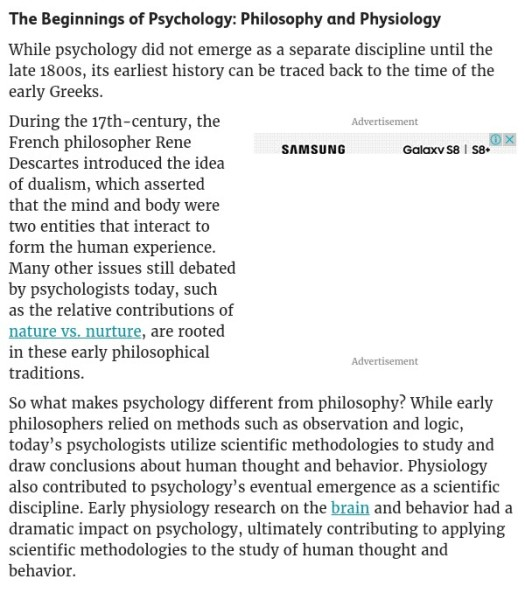 The Beginnings of Psychology: Philosophy and Physiology
While psychology did not emerge as a separate discipline until the
late 1800s, its earliest history can be traced back to the time of the
early Greeks.
During the 17th-century, the
French philosopher Rene
Descartes introduced the idea
of dualism, which asserted
that the mind and body were
two entities that interact to
form the human experience.
Many other issues still debated
by psychologists today, such
as the relative contributions of
nature vs. nurture, are rooted
in these early philosophical
traditions.
Advertisement
SAMSUNG Galaxy S8 | S8+
Advertisement
So what makes psychology different from philosophy? While early
philosophers relied on methods such as observation and logic,
today’s psychologists utilize scientific methodologies to study and
draw conclusions about human thought and behavior. Physiology
also contributed to psychology’s eventual emergence as a scientific
discipline. Early physiology research on the brain and behavior had a
dramatic impact on psychology, ultimately contributing to applying
scientific methodologies to the study of human thought and
behavior.